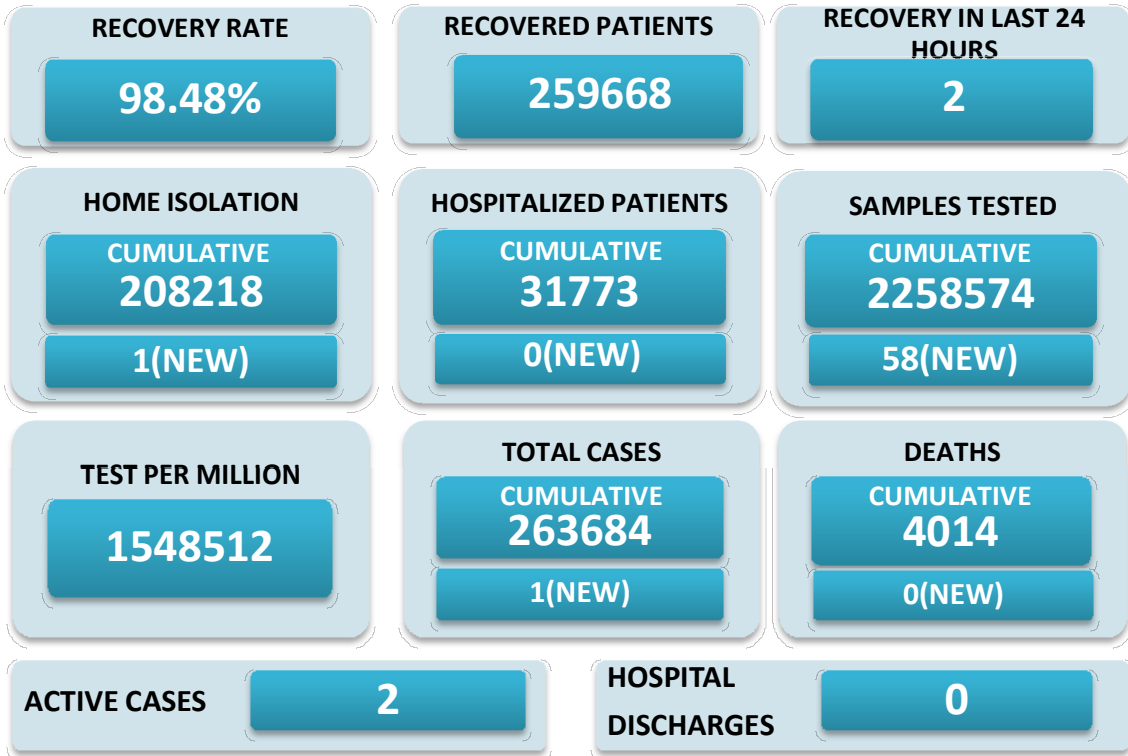 RECOVERY RATE
98.48%
RECOVERED PATIENTS
259668
RECOVERY IN LAST 24
HOURS
2
HOME ISOLATION
CUMULATIVE
208218
1(NEW)
HOSPITALIZED PATIENTS
CUMULATIVE
31773
0(NEW)
SAMPLES TESTED
CUMULATIVE
2258574
58(NEW)
TEST PER MILLION
1548512
TOTAL CASES
CUMULATIVE
263684
1(NEW)
DEATHS
CUMULATIVE
4014
0(NEW)
ACTIVE CASES
2
HOSPITAL
DISCHARGES
0